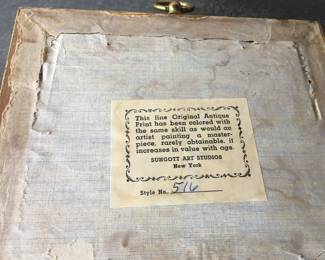 This fine Original Antique
Print has been colored with
the same skill as would an
artist painting a master-
piece, rarely obtainable, it
increases in value with age.
SUNGOTT ART STUDIOS
New York
Style No. 516